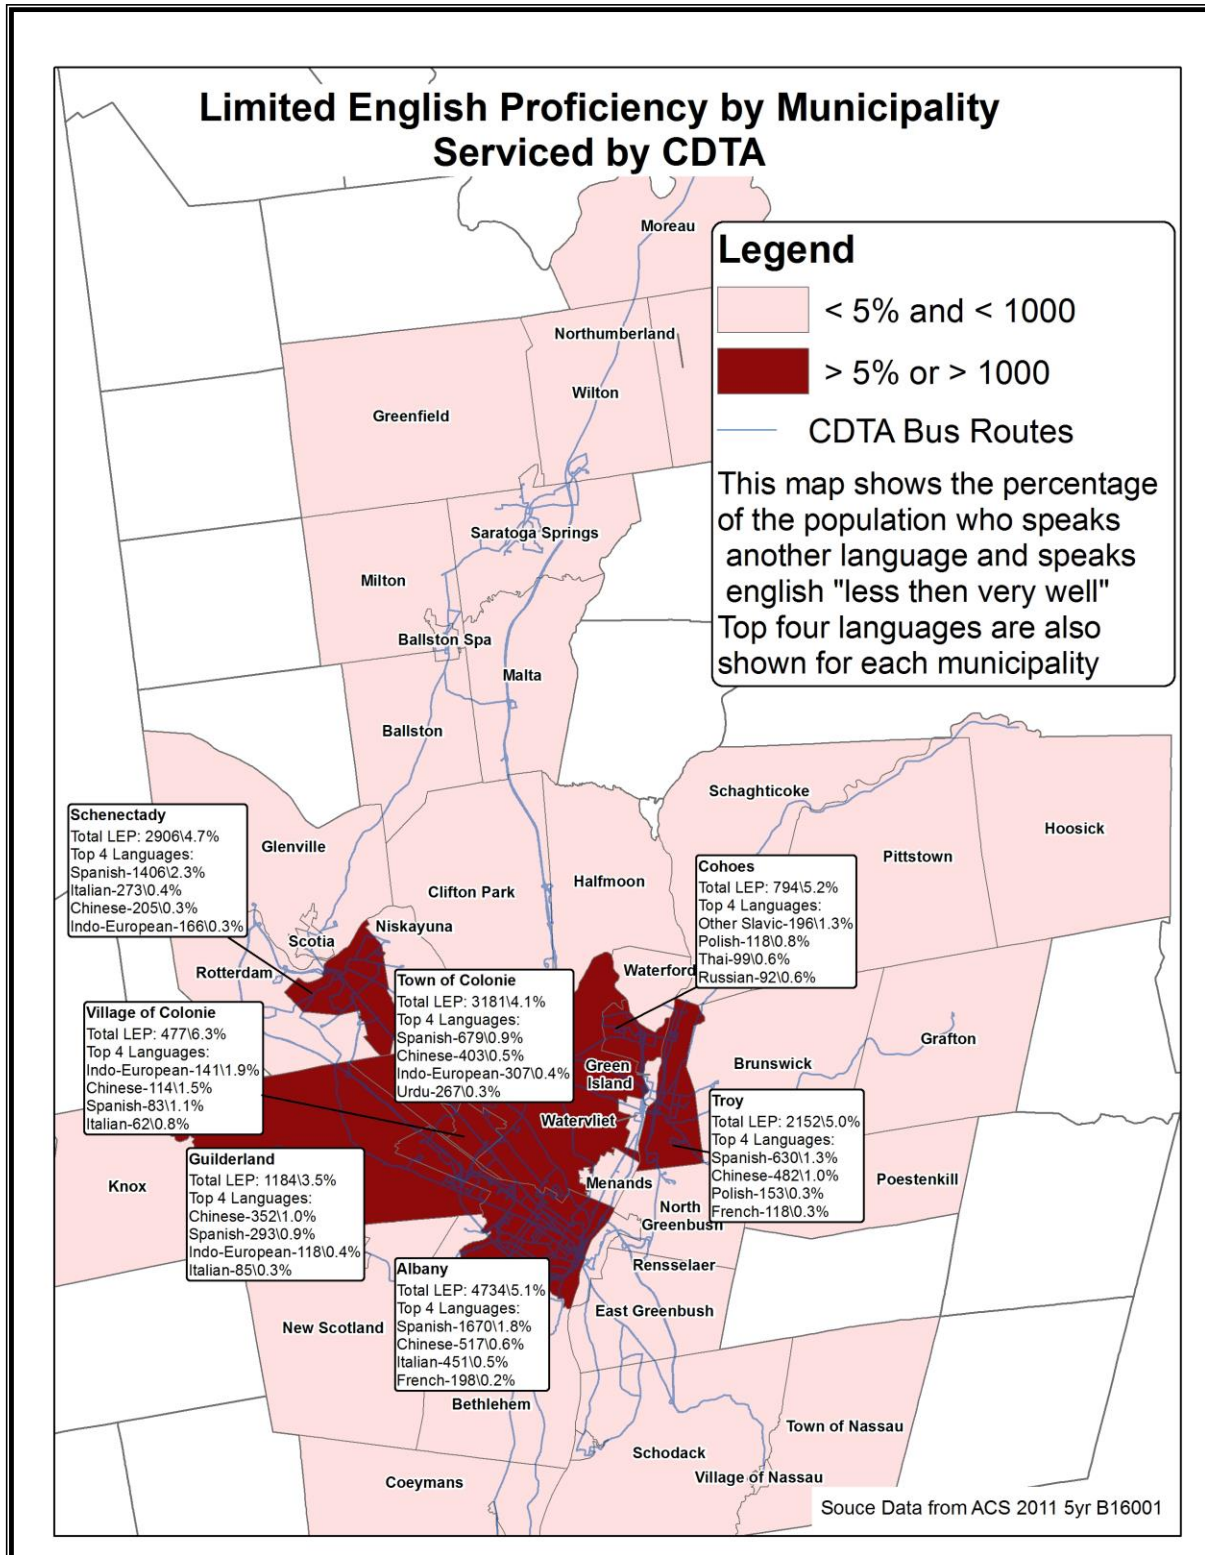 Limited English Proficiency by Municipality
Serviced by CDTA
Moreau
Legend
< 5% and < 1000
> 5% or > 1000
CDTA Bus Routes
This map shows the percentage
of the population who speaks
another language and speaks
english "less then very well"
Top four languages are also
shown for each municipality
Northumberland
Wilton
Greenfield
Saratoga Springs
Milton
Ballston Spa
Malta
Ballston
Schaghticoke
Hoosick
Pittstown
Glenville
Clifton Park
Halfmoon
Schenectady
Total LEP: 2906\4.7%
Top 4 Languages:
Spanish-1406\2.3%
Italian-273\0.4%
Chinese-205\0.3%
Indo-European-166\0.3%
Cohoes
Total LEP: 794\5.2%
Top 4 Languages:
Other Slavic-196\1.3%
Polish-118\0.8%
Thai-99\0.6%
Russian-92\0.6%
Niskayuna
Scotia
Rotterdam
Waterford
Town of Colonie
Total LEP: 3181\4.1%
Top 4 Languages:
Spanish-679\0.9%
Chinese-403\0.5%
Indo-European-307\0.4%
Urdu-267\0.3%
Village of Colonie
Total LEP: 477\6.3%
Top 4 Languages:
Indo-European-141\1.9%
Chinese-114\1.5%
Spanish-83\1.1%
Italian-62\0.8%
Green
Island
Brunswick
Grafton
Watervliet
Troy
Total LEP: 2152\5.0%
Top 4 Languages:
Spanish-630\1.3%
Chinese-482\1.0%
Polish-153\0.3%
French-118\0.3%
Guilderland
Total LEP: 1184\3.5%
Top 4 Languages:
Chinese-352\1.0%
Spanish-293\0.9%
Indo-European-118\0.4%
Italian-85\0.3%
Knox
Menands
Poestenkill
North
Greenbush
Rensselaer
Albany
Total LEP: 4734\5.1%
Top 4 Languages:
Spanish-1670\1.8%
Chinese-517\0.6%
Italian-451\0.5%
French-198\0.2%
East Greenbush
New Scotland
Bethlehem
Town of Nassau
Schodack
Village of Nassau
Coeymans
Souce Data from ACS 2011 5yr B16001